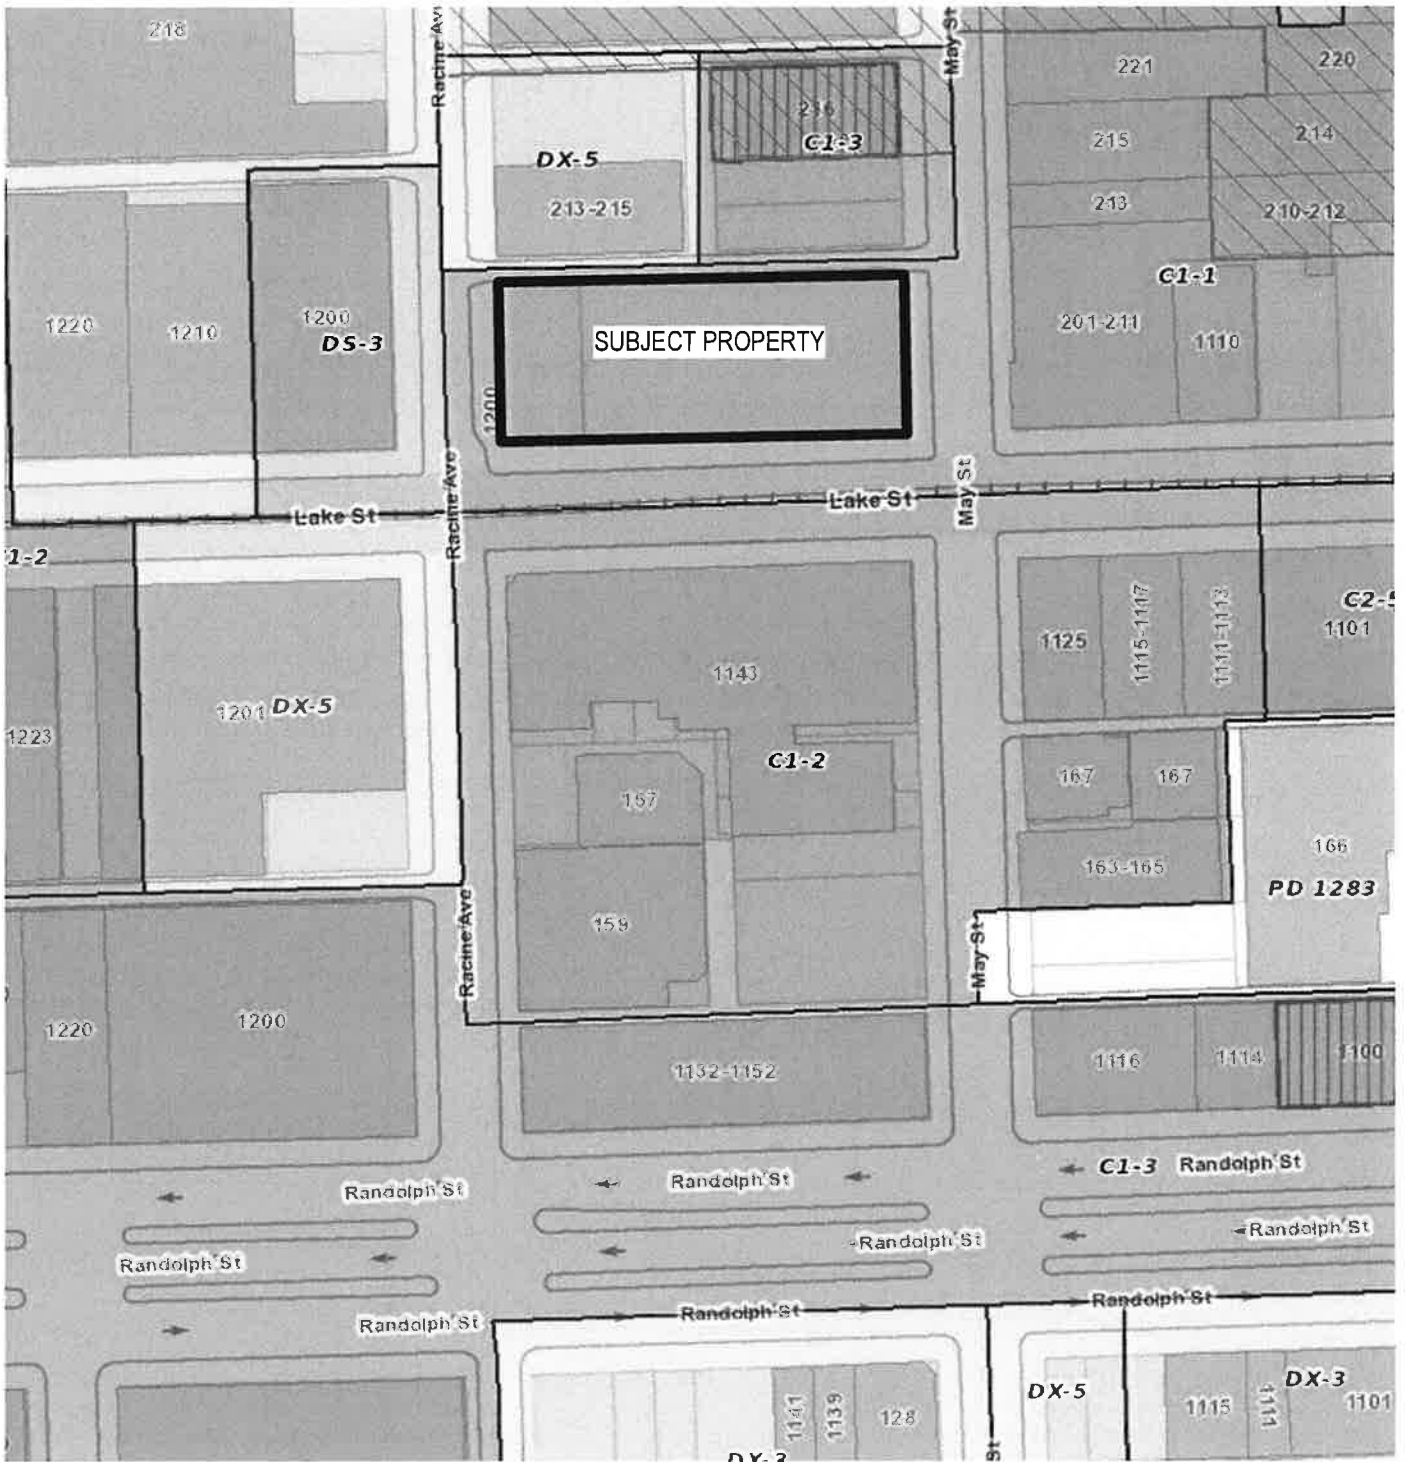 218
Racine Av
May St
221
220
216
C1-3
DX-5
213-215
215
214
213
210-212
C1-1
1220
1210
1200
DS-3
SUBJECT PROPERTY
1200
201-211
1110
Racine Ave
May St
Lake St
Lake St
1-2
1125
1115-1117
1111-1113
C2-5
1101
1143
1201
DX-5
1223
C1-2
167
167
157
163-165
166
PD 1283
159
Racine Ave
May St
1220
1200
1132-1152
1116
1114
1100
C1-3
Randolph St
Randolph St
Randolph St
Randolph St
Randolph St
Randolph St
Randolph St
Randolph St
Randolph St
DX-5
DX-3
1141
1139
128
1115
1111
1101
DX-3
St